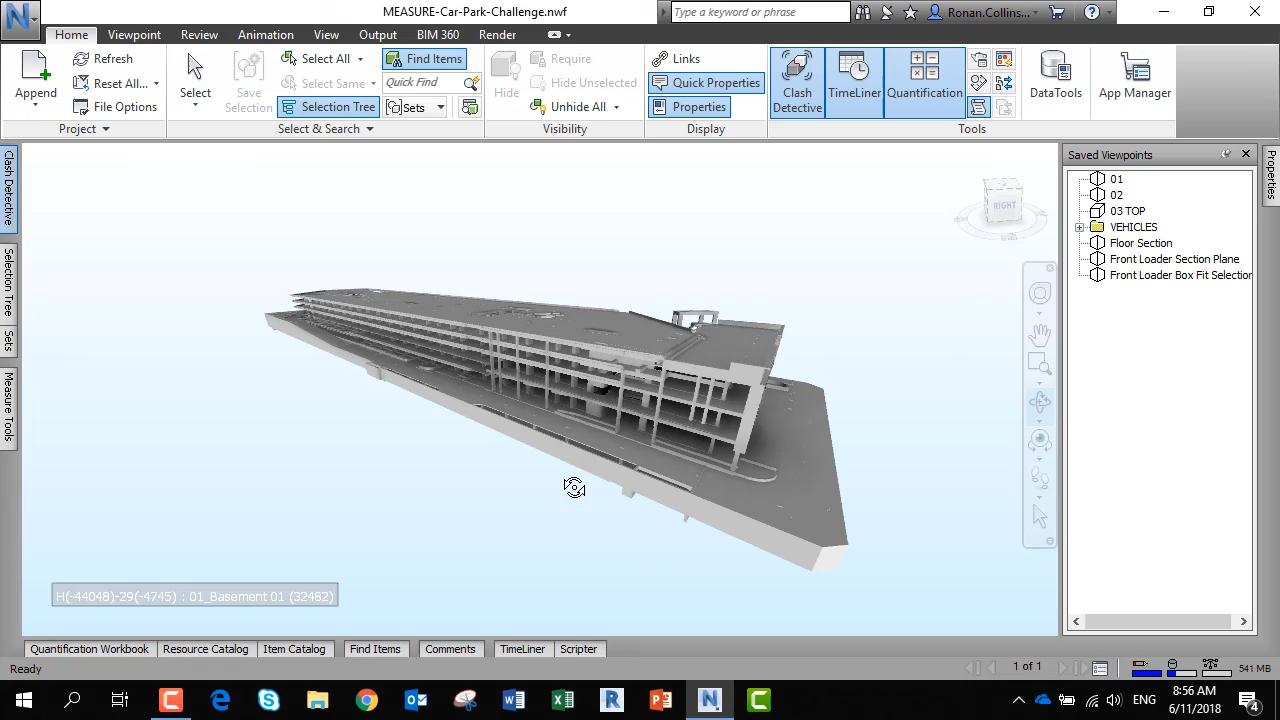 MEASURE-Car-Park-Challenge.nwf
Type a keyword or phrase
Ronan.Collins...
Home Viewpoint Review Animation View Output BIM 360 Render
Append
Refresh
Reset All...
File Options
Project
Select
Save Selection
Select All
Select Same
Selection Tree
Find Items
Quick Find
Sets
Select & Search
Hide
Require
Hide Unselected
Unhide All
Visibility
Links
Quick Properties
Properties
Display
Clash Detective
TimeLiner
Quantification
Tools
DataTools
App Manager
Clash Detective
Selection Tree
Sets
Measure Tools
RIGHT
H(-44048)-29(-4745) : 01_Basement 01 (32482)
Saved Viewpoints
01
02
03 TOP
VEHICLES
Floor Section
Front Loader Section Plane
Front Loader Box Fit Selection
Properties
Quantification Workbook Resource Catalog Item Catalog Find Items Comments TimeLiner Scripter
Ready
1 of 1
541 MB
ENG
8:56 AM
6/11/2018
4